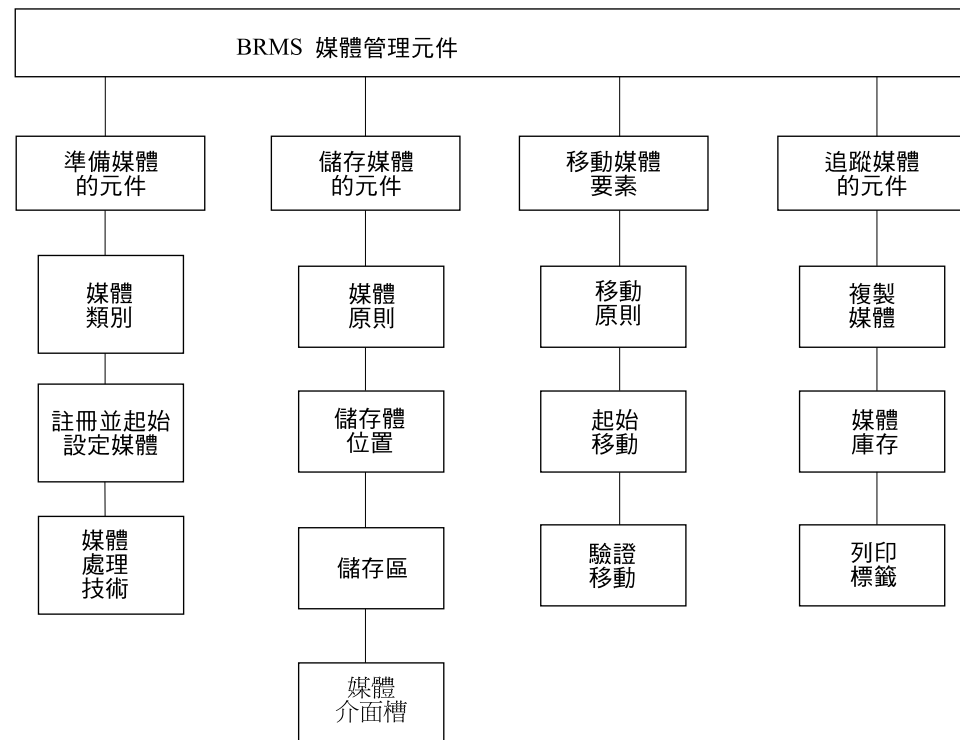 BRMS 媒體管理元件
準備媒體
的元件
媒體
類別
註冊並起始
設定媒體
媒體
處理
技術
儲存媒體
的元件
媒體
原則
儲存體
位置
儲存區
媒體
介面槽
移動媒體
要素
移動
原則
起始
移動
驗證
移動
追蹤媒體
的元件
複製
媒體
媒體
庫存
列印
標籤